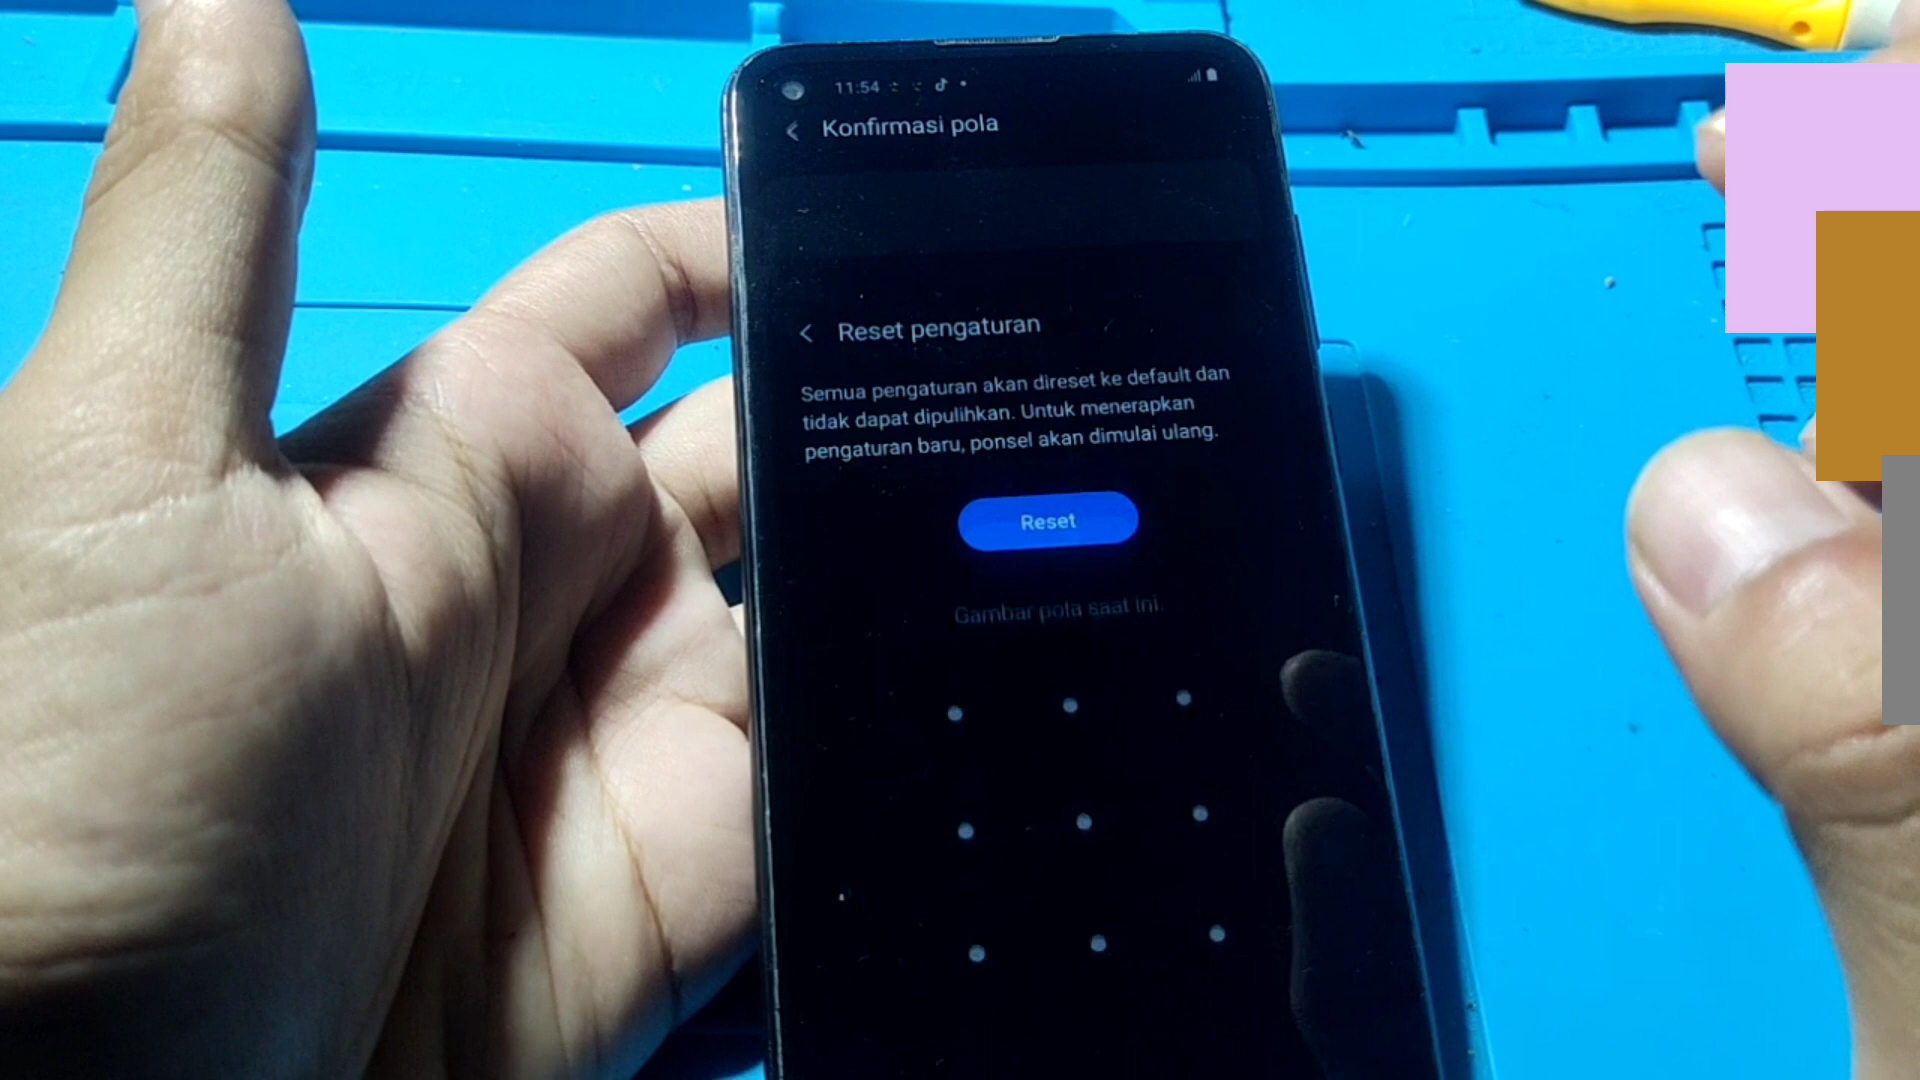 11:54
Konfirmasi pola
Reset pengaturan
Semua pengaturan akan direset ke default dan
tidak dapat dipulihkan. Untuk menerapkan
pengaturan baru, ponsel akan dimulai ulang.
Reset
Gambar pola saat ini.